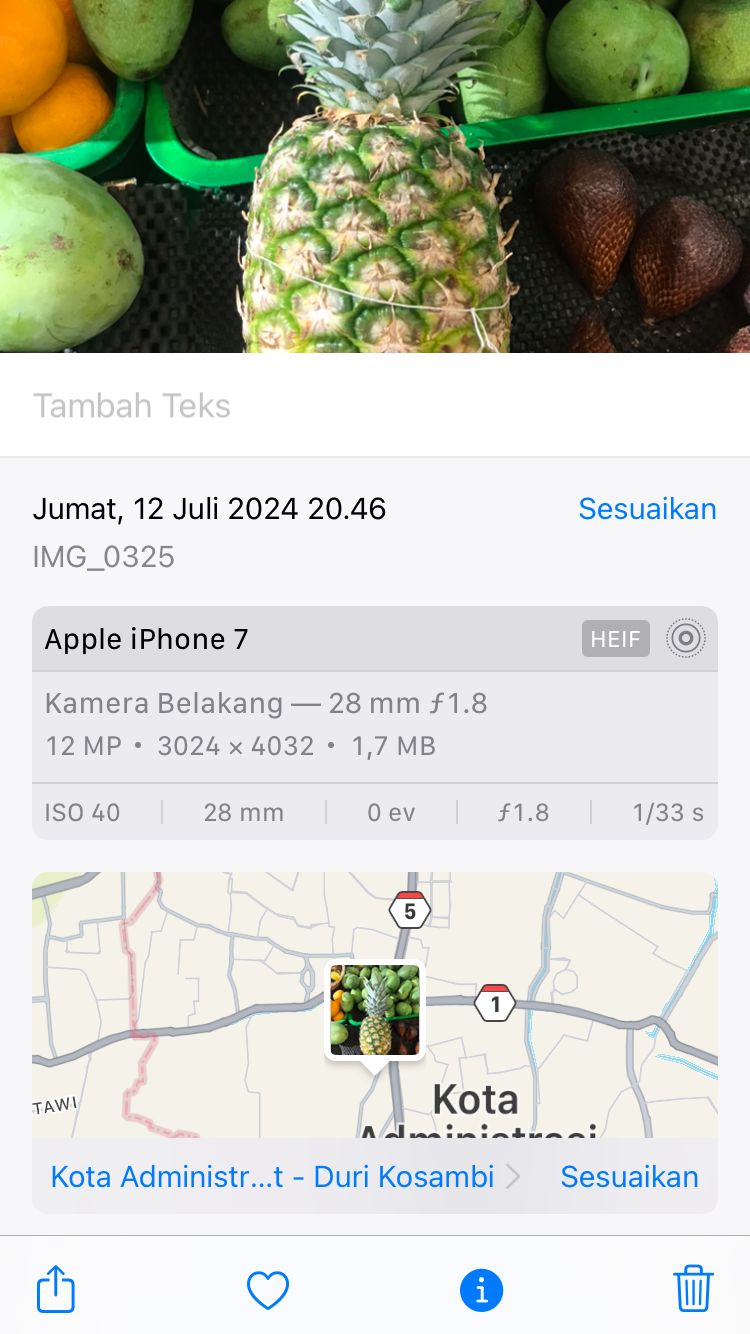 Tambah Teks
Jumat, 12 Juli 2024 20.46 Sesuaikan
IMG_0325
Apple iPhone 7 HEIF
Kamera Belakang — 28 mm ƒ1.8
12 MP • 3024 × 4032 • 1,7 MB
ISO 40 28 mm 0 ev ƒ1.8 1/33 s
5
1
TAWI
Kota
Administrasi
Kota Administr...t - Duri Kosambi Sesuaikan